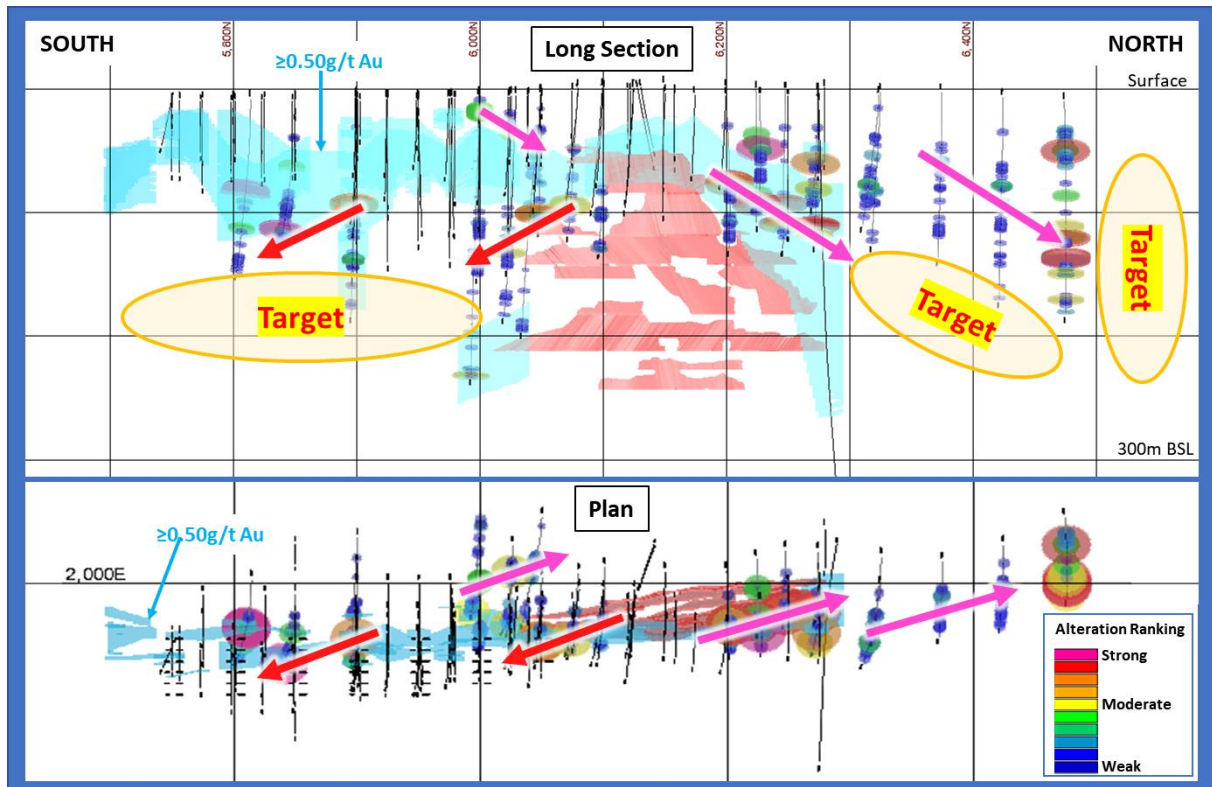 SOUTH
5,800N
6,000N
6,200N
6,400N
Long Section
NORTH
≥0.50g/t Au
Surface
Target
Target
Target
300m BSL
Plan
≥0.50g/t Au
2,000E
Alteration Ranking
Strong
Moderate
Weak